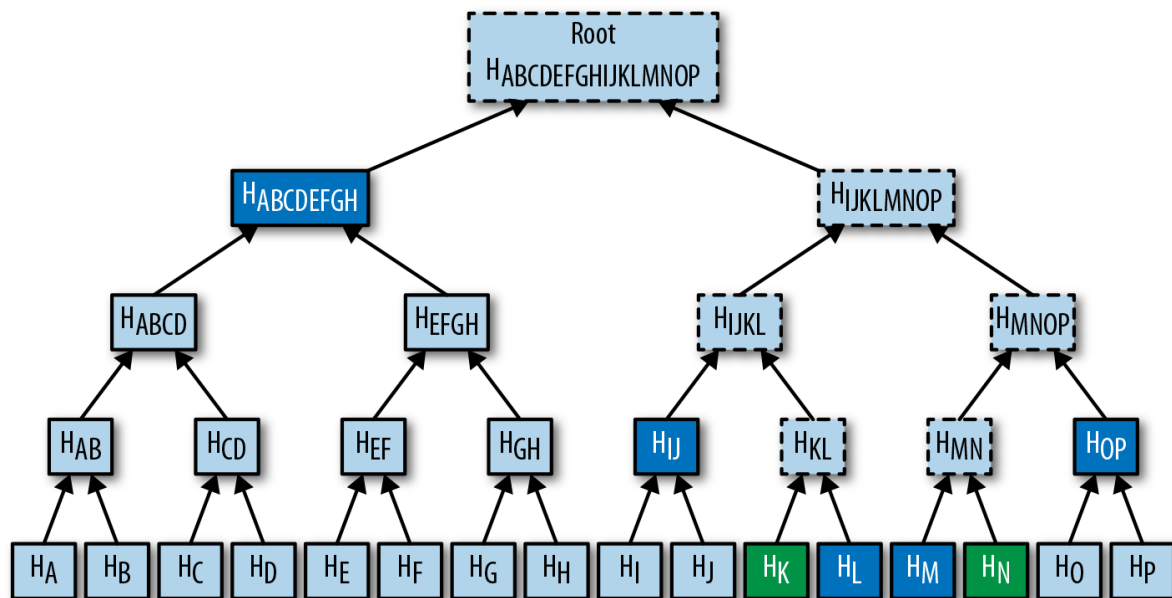 Root
HABCDEFGHIJKLMNOP
HABCDEFGH
HIJKLMNOP
HABCD
HEFGH
HIJKL
HMNOP
HAB
HCD
HEF
HGH
HIJ
HKL
HMN
HOP
HA
HB
HC
HD
HE
HF
HG
HH
HI
HJ
HK
HL
HM
HN
HO
HP